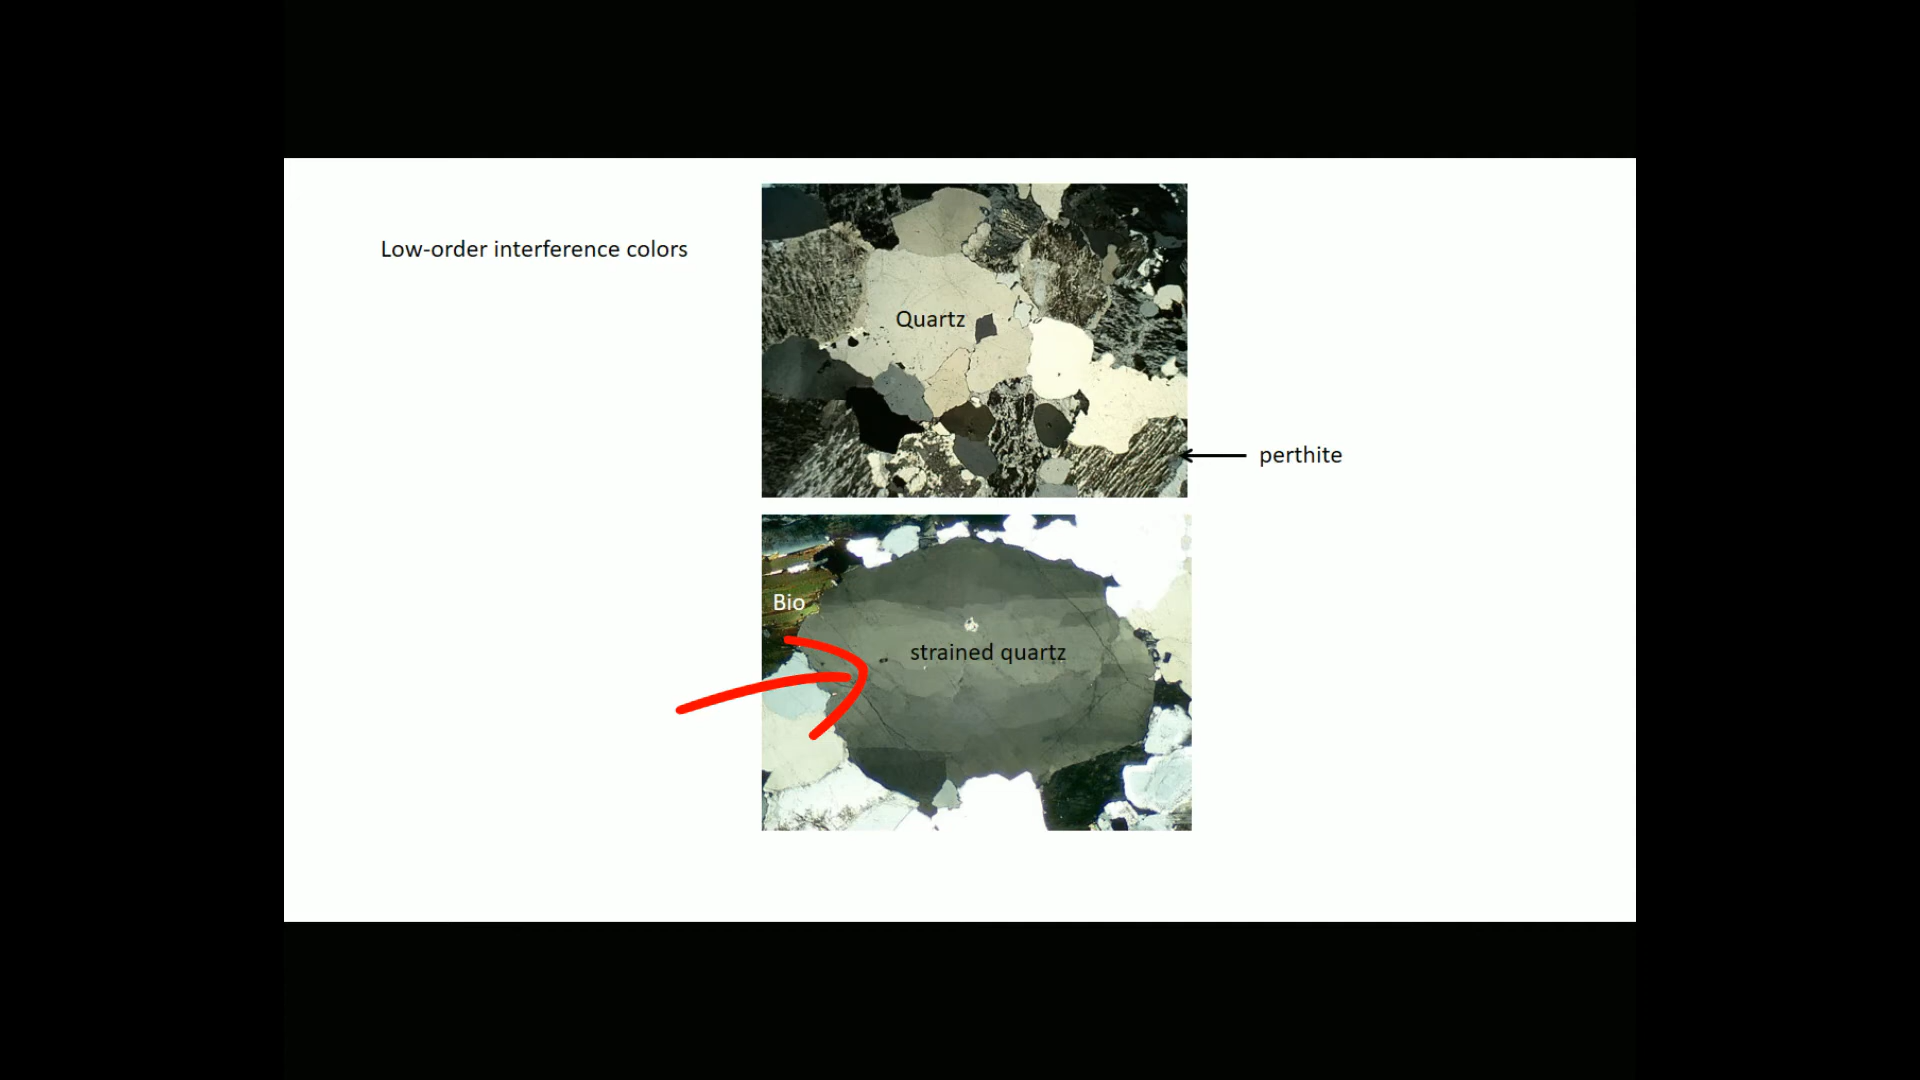 Low-order interference colors
Quartz
perthite
Bio
strained quartz